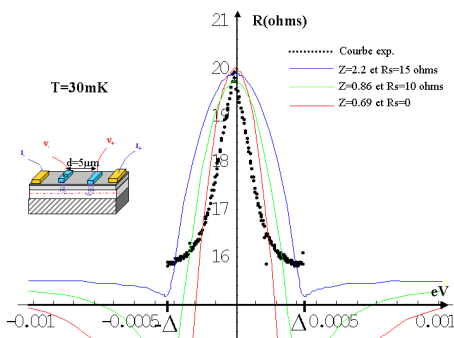 21
R(ohms)
20
19
18
17
16
15
Courbe exp.
Z=2.2 et Rs=15 ohms
Z=0.86 et Rs=10 ohms
Z=0.69 et Rs=0
T=30mK
I-
V-
V+
I+
d=5µm
eV
-0.001
-0.0005
Δ
Δ
0.0005
0.001